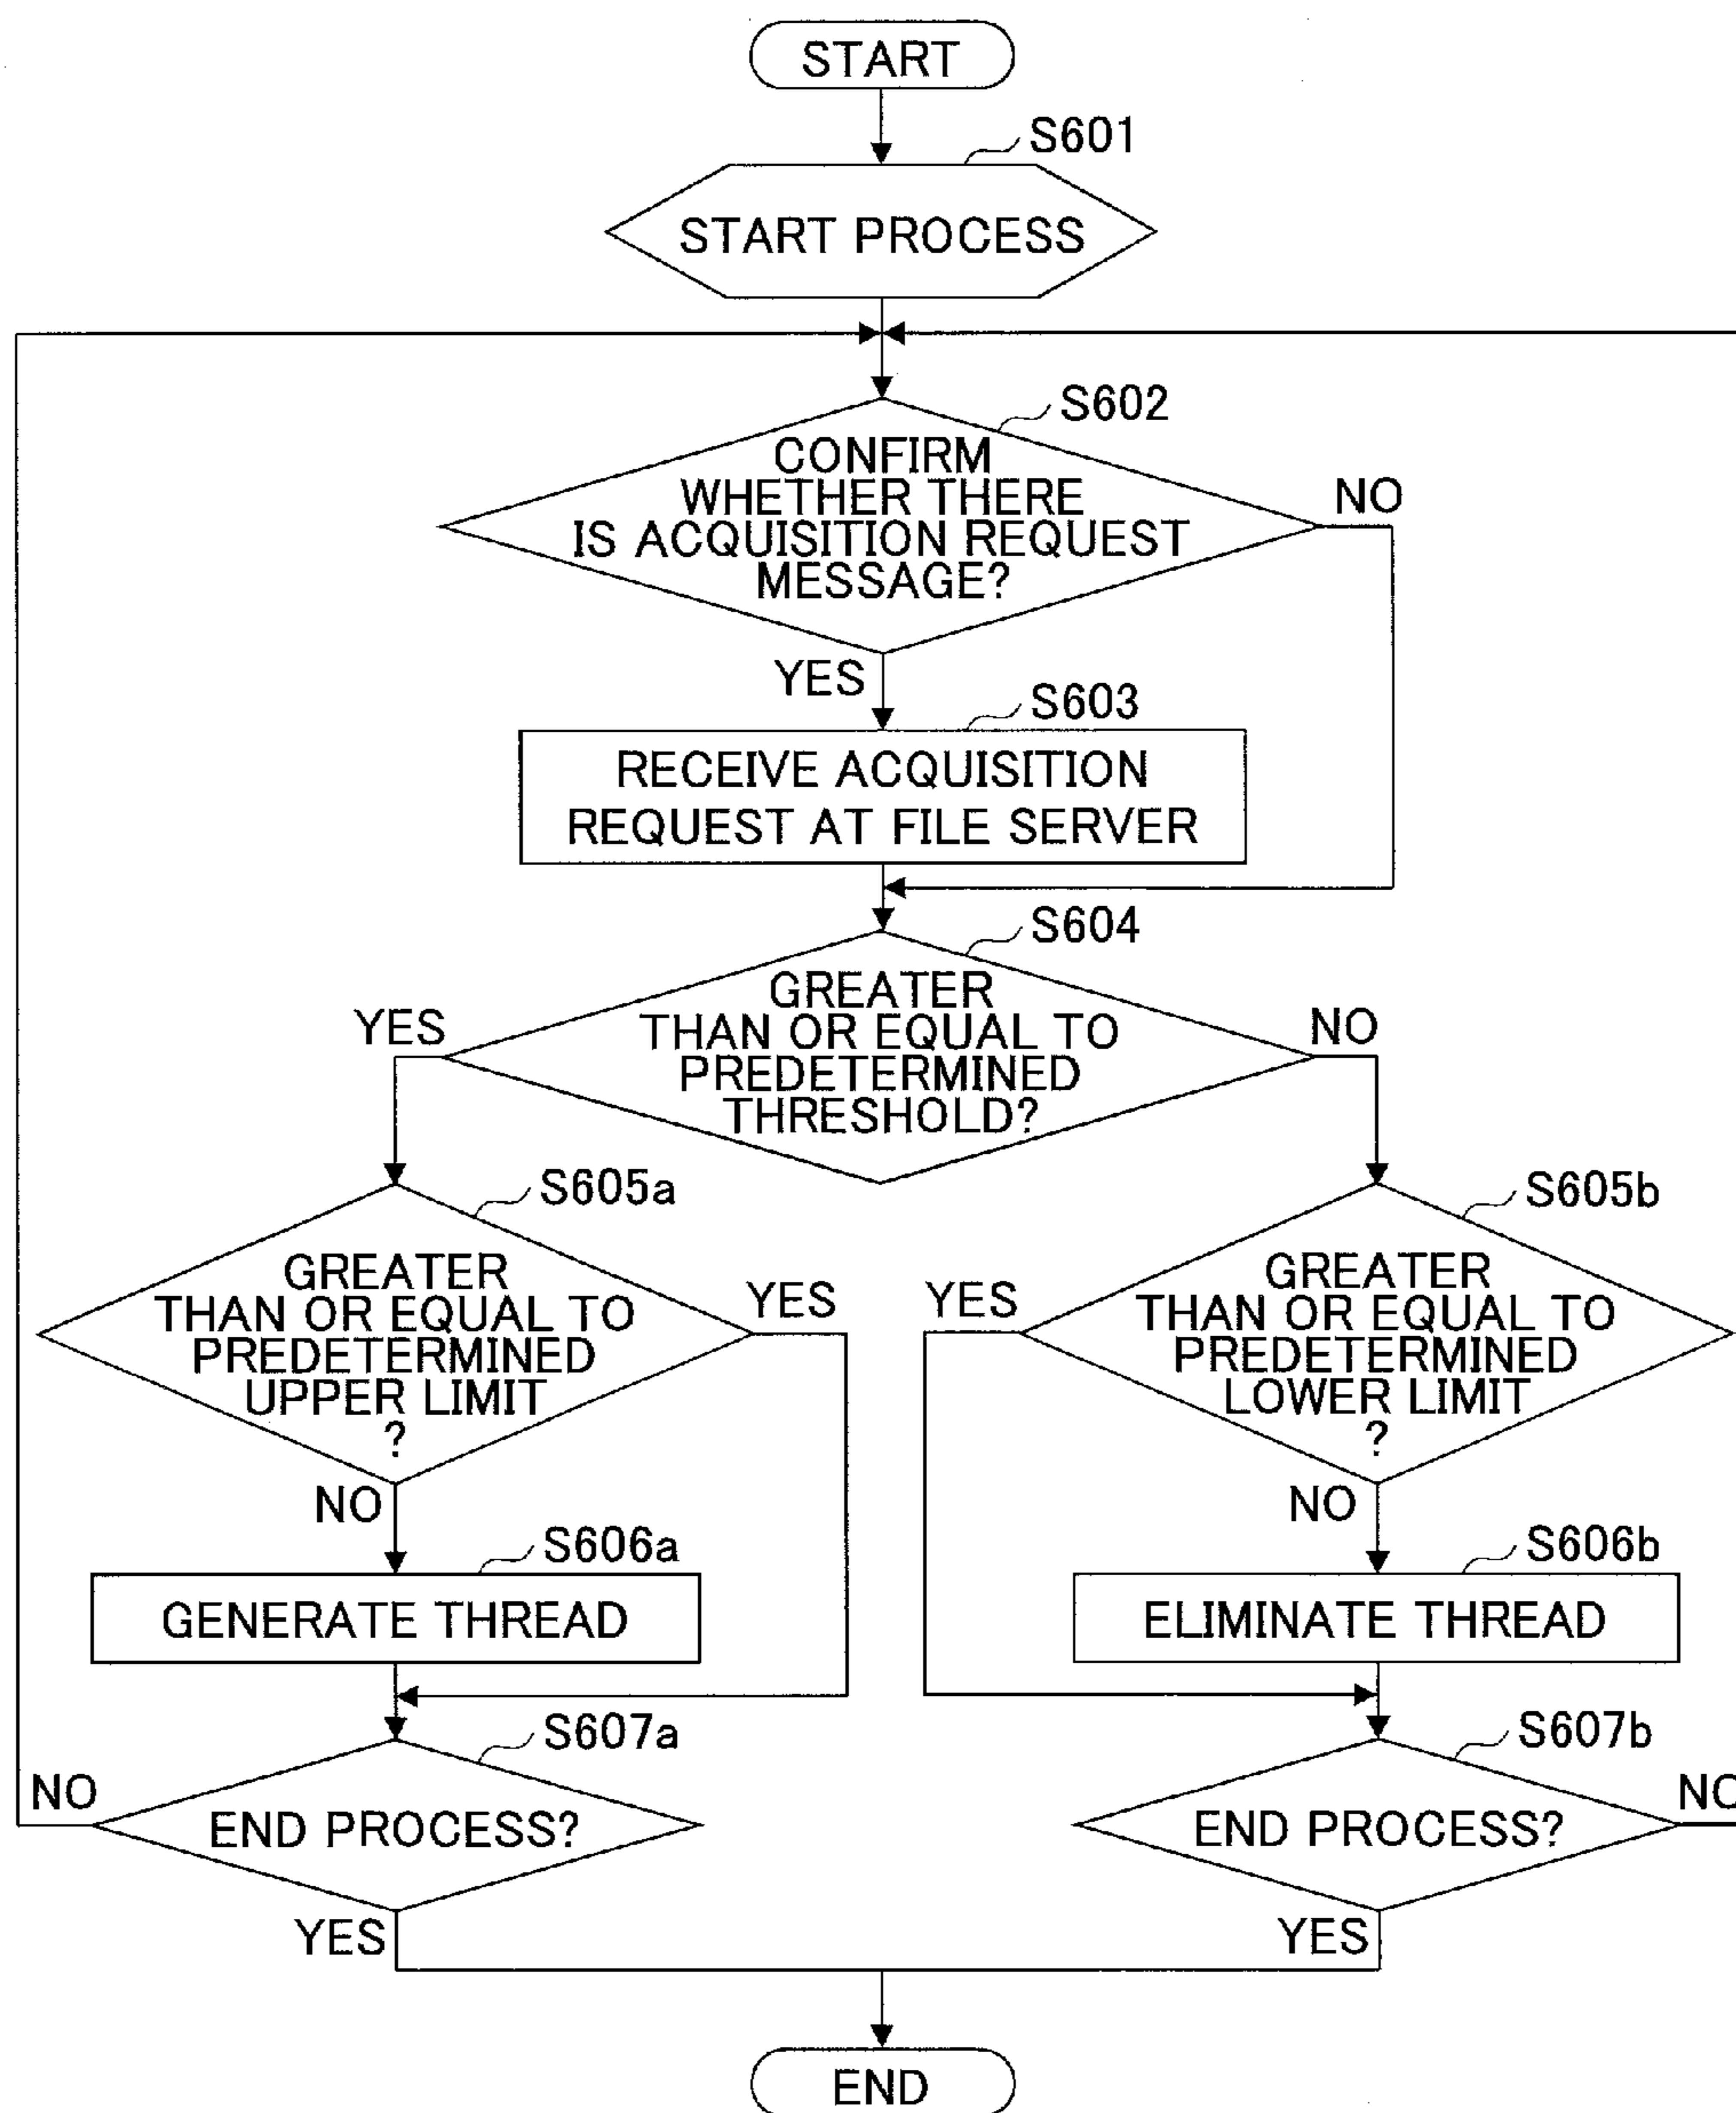 START
S601
START PROCESS
S602
CONFIRM
WHETHER THERE
IS ACQUISITION REQUEST
MESSAGE?
NO
YES
S603
RECEIVE ACQUISITION
REQUEST AT FILE SERVER
S604
GREATER
THAN OR EQUAL TO
PREDETERMINED
THRESHOLD?
YES
NO
S605a
GREATER
THAN OR EQUAL TO
PREDETERMINED
UPPER LIMIT
?
YES
NO
S606a
GENERATE THREAD
S607a
END PROCESS?
NO
YES
S605b
GREATER
THAN OR EQUAL TO
PREDETERMINED
LOWER LIMIT
?
YES
NO
S606b
ELIMINATE THREAD
S607b
END PROCESS?
NO
YES
END